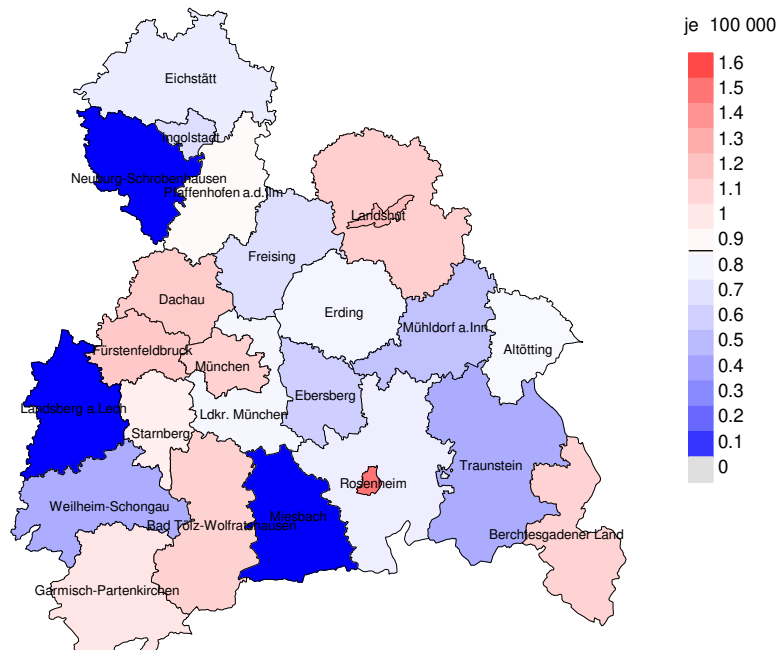 je 100 000
1.6
1.5
1.4
1.3
1.2
1.1
1
0.9
0.8
0.7
0.6
0.5
0.4
0.3
0.2
0.1
0
Eichstätt
Ingolstadt
Neuburg-Schrobenhausen
Pfaffenhofen a.d.Ilm
Landshut
Freising
Dachau
Erding
Mühldorf a.Inn
Altötting
Fürstenfeldbruck
München
Ebersberg
Landsberg a.Lech
Ldkr. München
Starnberg
Traunstein
Rosenheim
Weilheim-Schongau
Miesbach
Bad Tölz-Wolfratshausen
Berchtesgadener Land
Garmisch-Partenkirchen